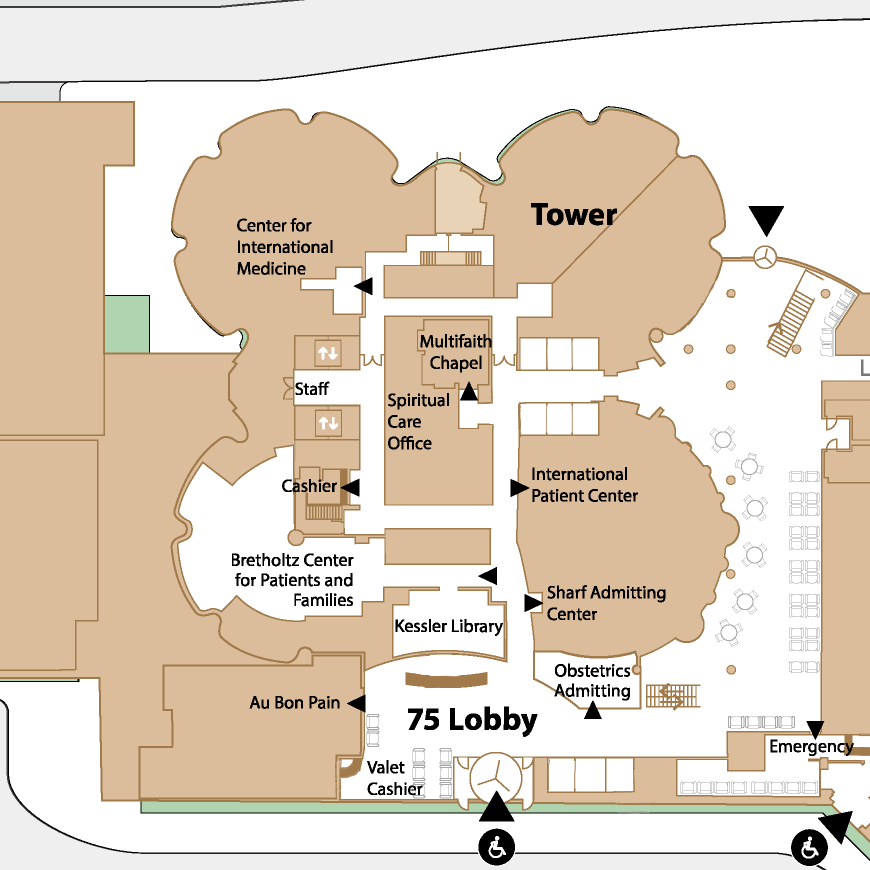 Tower
Center for
International
Medicine
Multifaith
Chapel
Staff
Spiritual
Care
Office
Cashier
International
Patient Center
Bretholtz Center
for Patients and
Families
Sharf Admitting
Center
Kessler Library
Obstetrics
Admitting
Au Bon Pain
75 Lobby
Emergency
Valet
Cashier